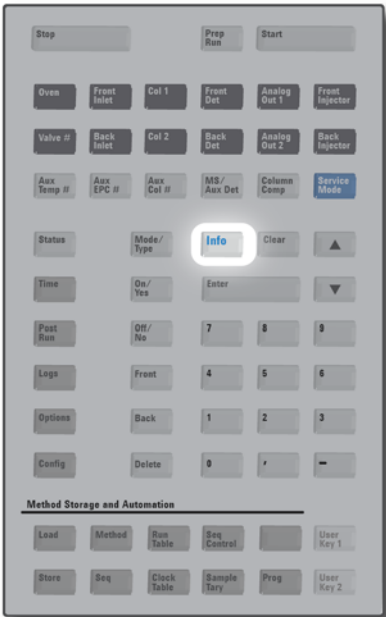 Stop Prep Run Start
Oven Front Inlet Col 1 Front Det Analog Out 1 Front Injector
Valve # Back Inlet Col 2 Back Det Analog Out 2 Back Injector
Aux Temp # Aux EPC # Aux Col # MS/ Aux Det Column Comp Service Mode
Status Mode/ Type Info Clear ▲
Time On/ Yes Enter ▼
Post Run Off/ No 7 8 9
Logs Front 4 5 6
Options Back 1 2 3
Config Delete 0 , –
Method Storage and Automation
Load Method Run Table Seq Control User Key 1
Store Seq Clock Table Sample Tary Prog User Key 2